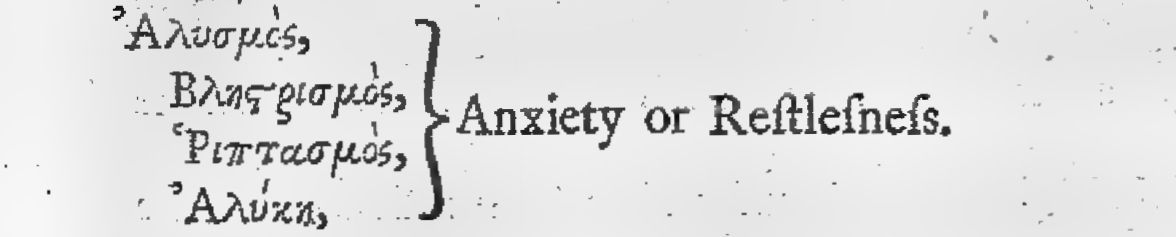 Ἀλυσμὸς,
Βληςρισμὸς,
Ῥιπτασμὸς,
Ἀλύκη,
Anxiety or Reſtleſneſs.